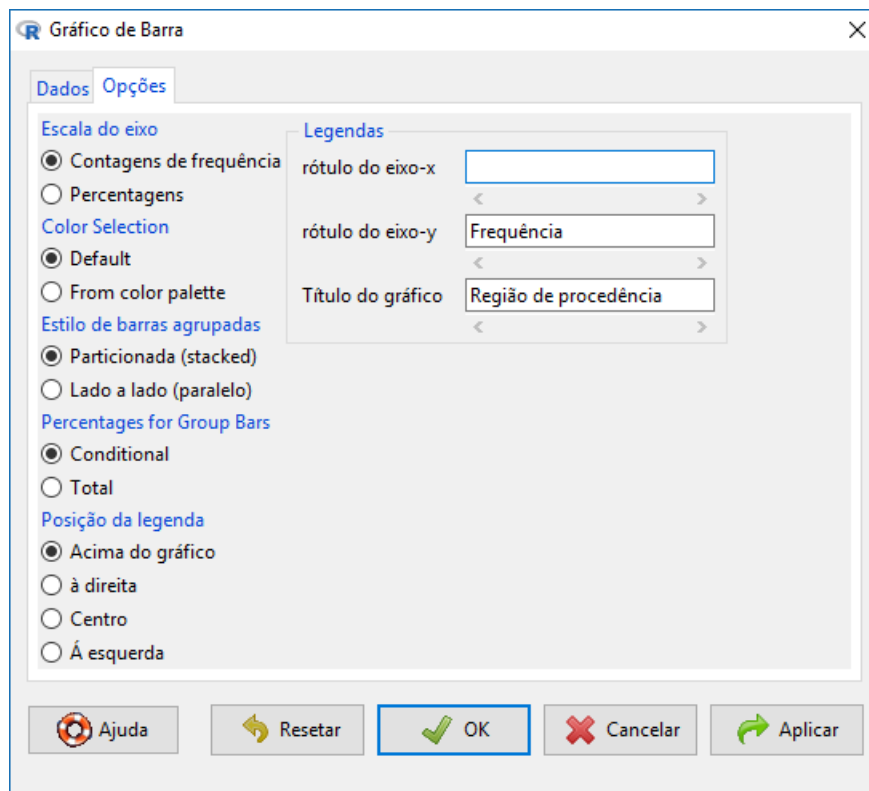 Gráfico de Barra
Dados
Opções
Escala do eixo
Contagens de frequência
Percentagens
Color Selection
Default
From color palette
Estilo de barras agrupadas
Particionada (stacked)
Lado a lado (paralelo)
Percentages for Group Bars
Conditional
Total
Posição da legenda
Acima do gráfico
à direita
Centro
Á esquerda
Legendas
rótulo do eixo-x
rótulo do eixo-y
Frequência
Título do gráfico
Região de procedência
Ajuda
Resetar
OK
Cancelar
Aplicar